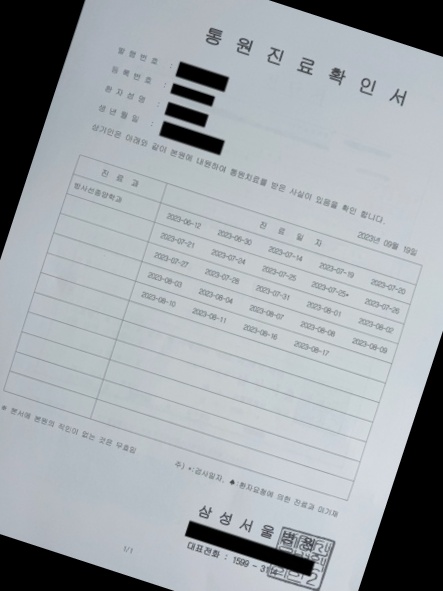 통 원 진 료 확 인 서
발 행 번 호 :
등 록 번 호 :
환 자 성 명 :
생 년 월 일 :
상기인은 아래와 같이 본원에 내원하여 통원치료를 받은 사실이 있음을 확인 합니다.
2023년 09월 19일
진 료 과 진 료 일 자
방사선종양학과 2023-06-12 2023-06-30 2023-07-14 2023-07-19 2023-07-20
2023-07-21 2023-07-24 2023-07-25 2023-07-25* 2023-07-26
2023-07-27 2023-07-28 2023-07-31 2023-08-01 2023-08-02
2023-08-03 2023-08-04 2023-08-07 2023-08-08 2023-08-09
2023-08-10 2023-08-11 2023-08-16 2023-08-17
※ 본서에 본원의 직인이 없는 것은 무효임
주) *:검사일자, ♣:환자요청에 의한 진료과 미기재
삼 성 서 울 병 원
대표전화 : 1599 - 3114
1/1